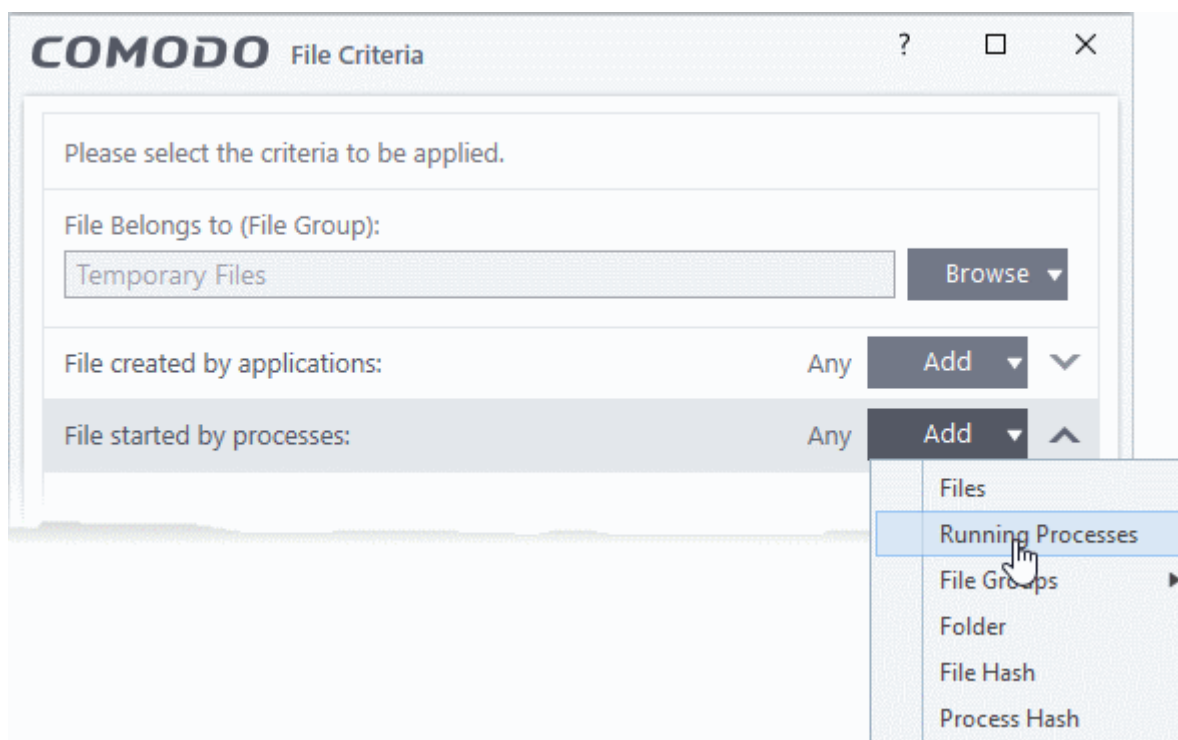 COMODO File Criteria ?
Please select the criteria to be applied.
File Belongs to (File Group):
Temporary Files Browse
File created by applications: Any Add
File started by processes: Any Add
Files
Running Processes
File Groups
Folder
File Hash
Process Hash